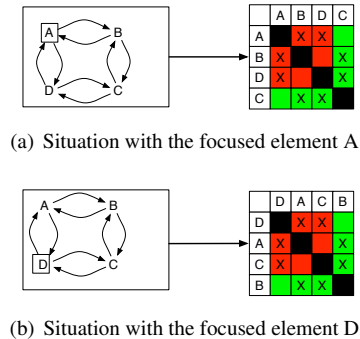 A B
D C
A B D C
A X X
B X X
D X X
C X X
(a) Situation with the focused element A
A B
D C
D A C B
D X X
A X X
C X X
B X X
(b) Situation with the focused element D